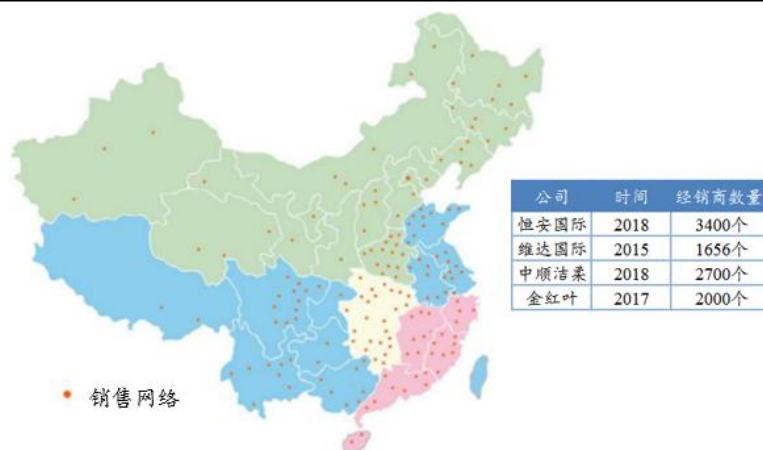 公司 时间 经销商数量
恒安国际 2018 3400个
维达国际 2015 1656个
中顺洁柔 2018 2700个
金红叶 2017 2000个
销售网络